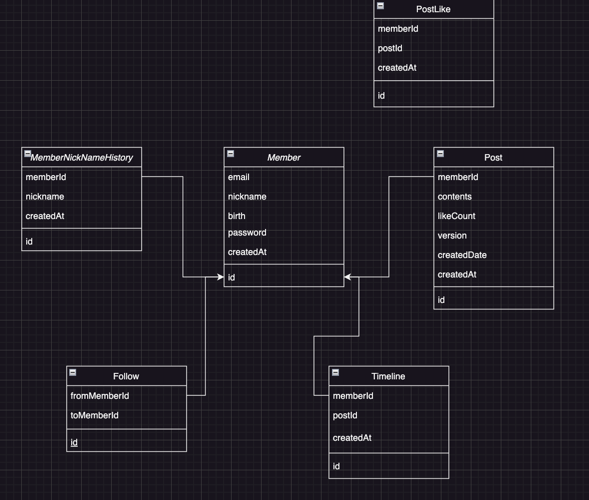 PostLike
memberId
postId
createdAt
id
MemberNickNameHistory
memberId
nickname
createdAt
id
Member
email
nickname
birth
password
createdAt
id
Post
memberId
contents
likeCount
version
createdDate
createdAt
id
Follow
fromMemberId
toMemberId
id
Timeline
memberId
postId
createdAt
id